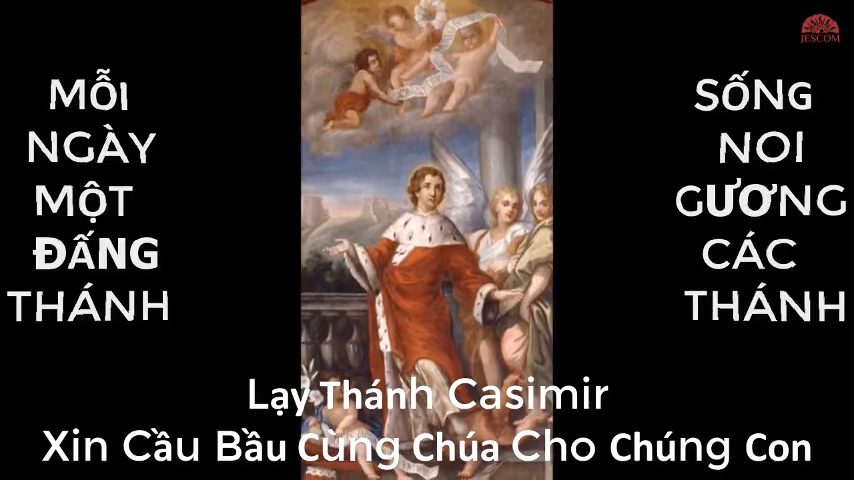 JESCOM
MỖI
NGÀY
MỘT
ĐẤNG
THÁNH
SỐNG
NOI
GƯƠNG
CÁC
THÁNH
Lạy Thánh Casimir
Xin Cầu Bầu Cùng Chúa Cho Chúng Con